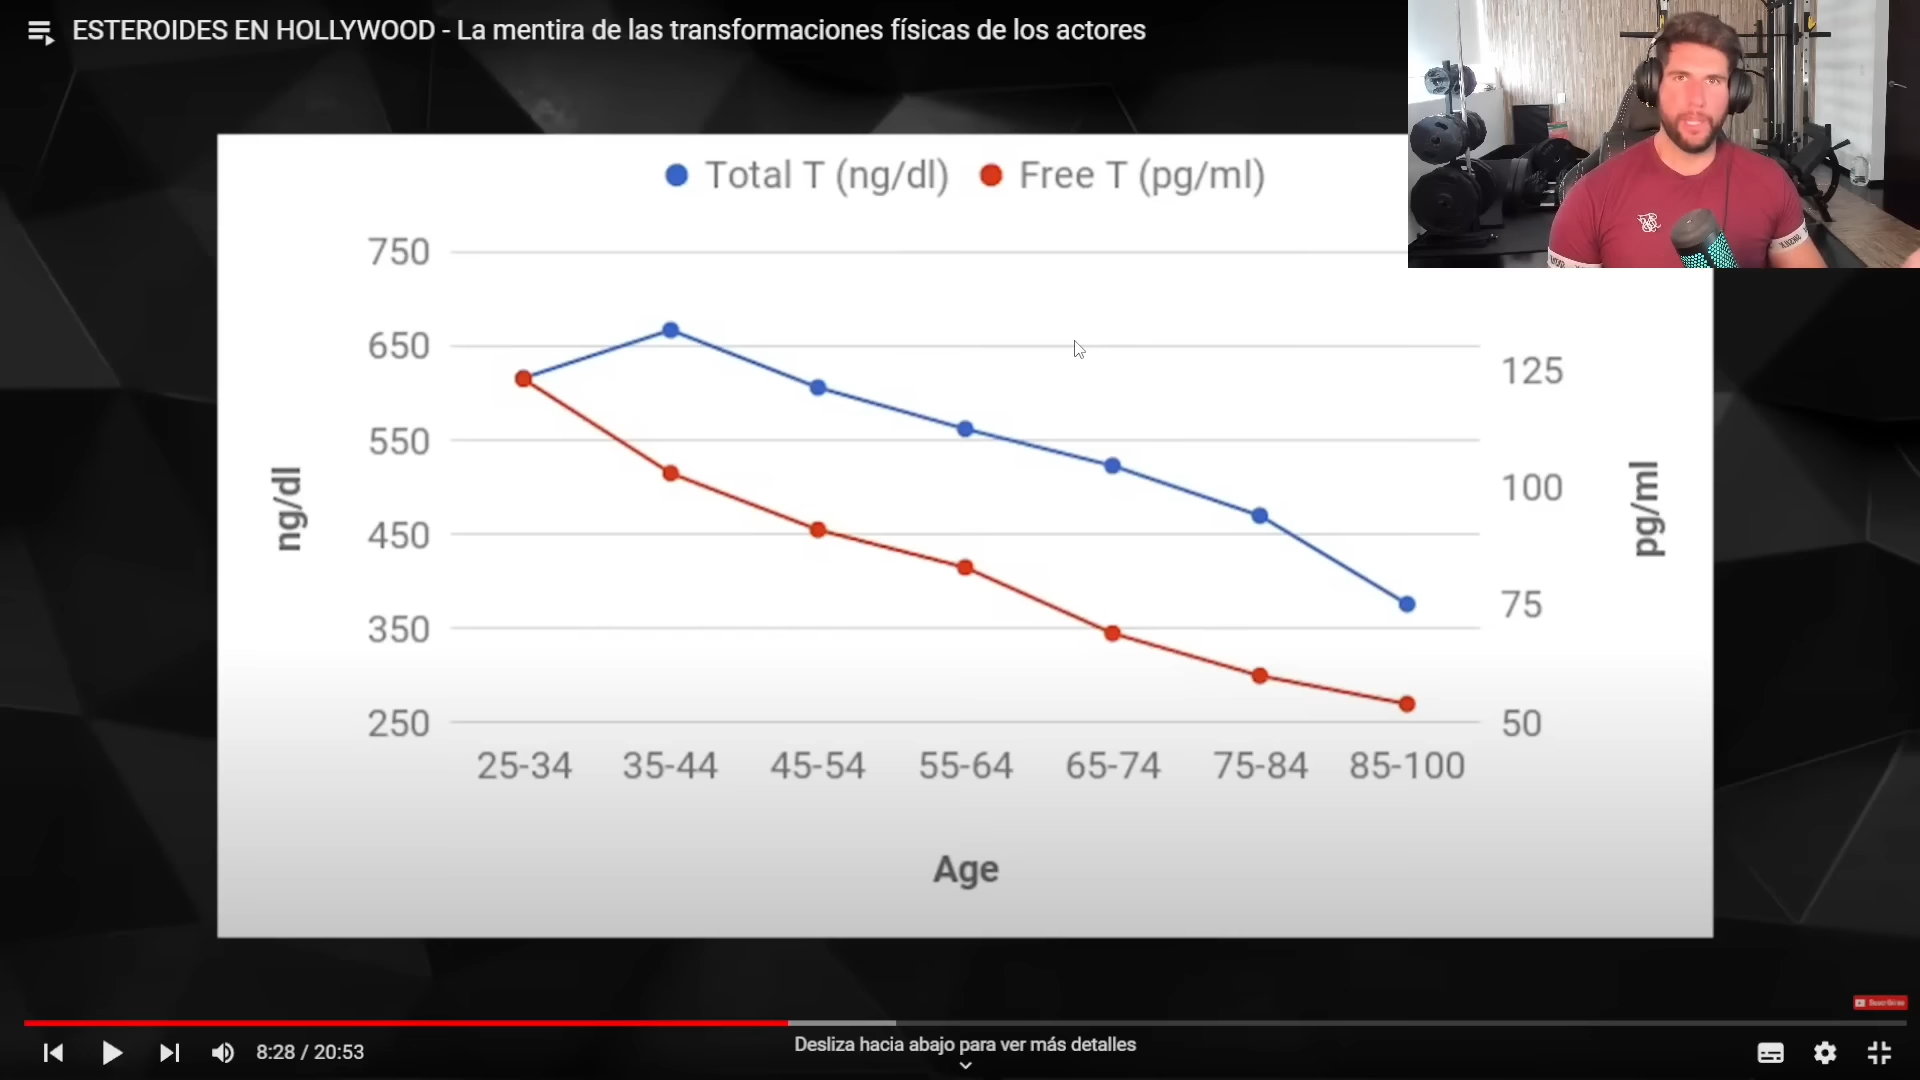 ESTEROIDES EN HOLLYWOOD - La mentira de las transformaciones físicas de los actores
Total T (ng/dl) Free T (pg/ml)
750
650
550
450
350
250
ng/dl
125
100
75
50
pg/ml
25-34 35-44 45-54 55-64 65-74 75-84 85-100
Age
Suscribirse
8:28 / 20:53
Desliza hacia abajo para ver más detalles